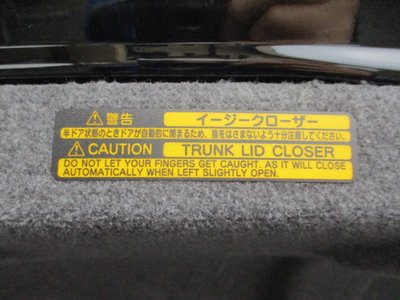 警告 イージークローザー
半ドア状態のときドアが自動的に閉まるため、指をはさまないよう十分注意してください。
CAUTION TRUNK LID CLOSER
DO NOT LET YOUR FINGERS GET CAUGHT. AS IT WILL CLOSE
AUTOMATICALLY WHEN LEFT SLIGHTLY OPEN.